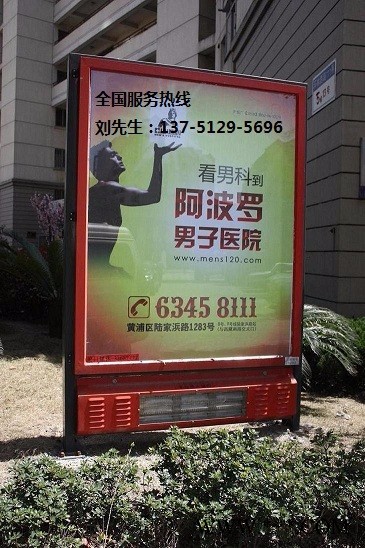 全国服务热线
刘先生：137-5129-5696
看男科到
阿波罗
男子医院
www.mens120.com
6345 8111
黄浦区陆家浜路1283号